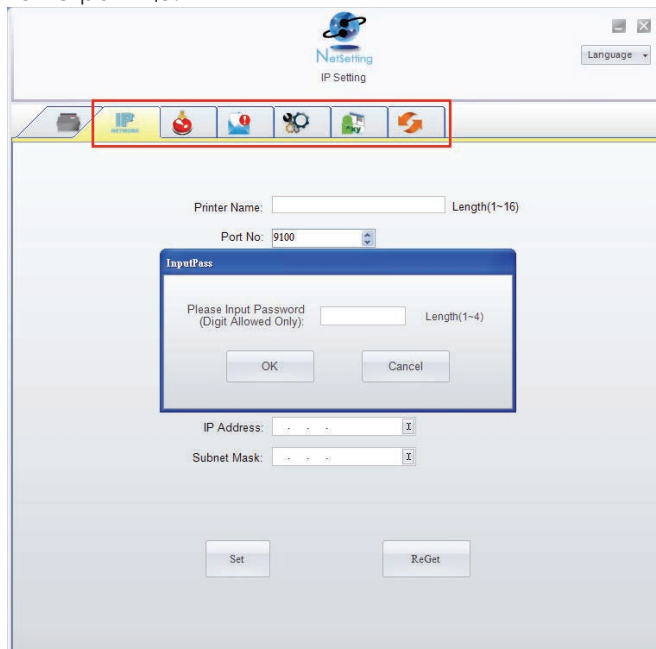 NetSetting
Language
IP Setting
IP
NETWORK
Printer Name:
Length(1~16)
Port No:
9100
InputPass
Please Input Password
(Digit Allowed Only):
Length(1~4)
OK
Cancel
IP Address:
. . .
Subnet Mask:
. . .
Set
ReGet